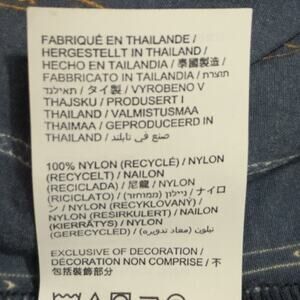 FABRIQUÉ EN THAILANDE /
HERGESTELLT IN THAILAND /
HECHO EN TAILANDIA / 泰國製造 /
FABBRICATO IN TAILANDIA / תוצרת
תאילנד / タイ製 / VYROBENO V
THAJSKU / PRODUSERT I
THAILAND / VALMISTUSMAA
THAIMAA / GEPRODUCEERD IN
THAILAND / صنع في تايلند
100% NYLON (RECYCLÉ) / NYLON
(RECYCELT) / NAILON
(RECICLADA) / 尼龍 / NYLON
(RICICLATO) / ניילון (ממוחזר) / ナイロ
ン / NYLON (RECYKLOVANÝ) /
NYLON (RESIRKULERT) / NAILON
(KIERRÄTYS) / NYLON
(GERECYCLED) / نيلون (معاد تدويره)
EXCLUSIVE OF DECORATION /
DÉCORATION NON COMPRISE / 不
包括裝飾部分